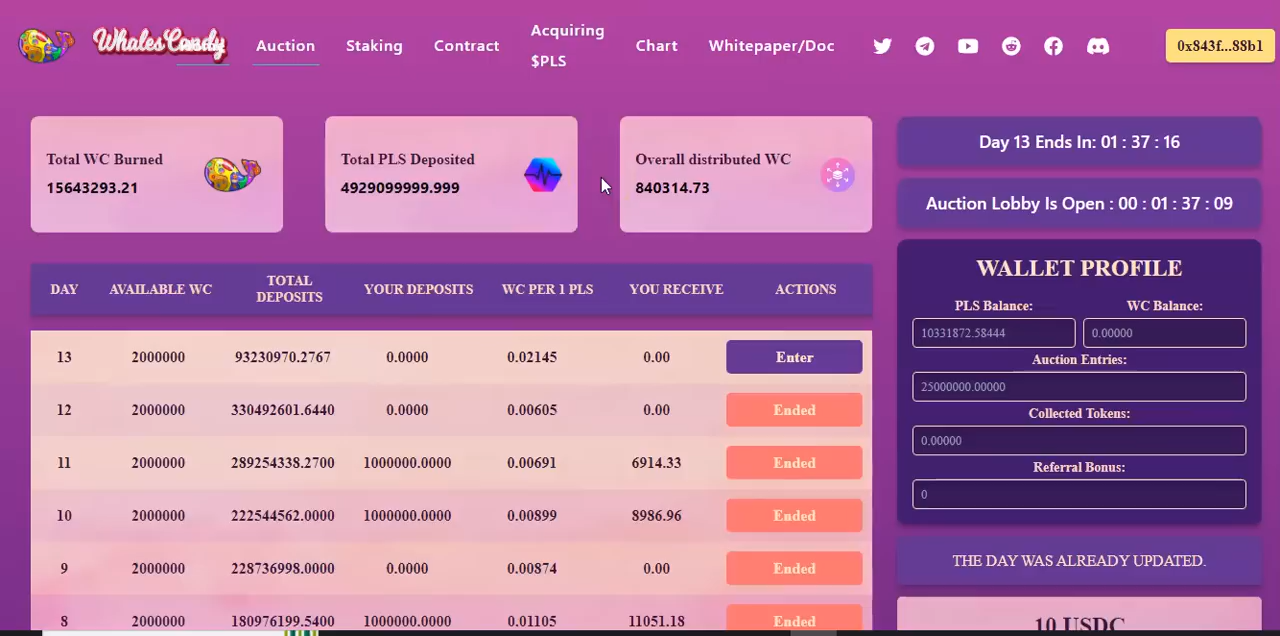 WhalesCandy
Auction
Staking
Contract
Acquiring
$PLS
Chart
Whitepaper/Doc
0x843f...88b1
Total WC Burned
15643293.21
Total PLS Deposited
4929099999.999
Overall distributed WC
840314.73
Day 13 Ends In: 01 : 37 : 16
Auction Lobby Is Open : 00 : 01 : 37 : 09
DAY AVAILABLE WC TOTAL DEPOSITS YOUR DEPOSITS WC PER 1 PLS YOU RECEIVE ACTIONS
13 2000000 93230970.2767 0.0000 0.02145 0.00 Enter
12 2000000 330492601.6440 0.0000 0.00605 0.00 Ended
11 2000000 289254338.2700 1000000.0000 0.00691 6914.33 Ended
10 2000000 222544562.0000 1000000.0000 0.00899 8986.96 Ended
9 2000000 228736998.0000 0.0000 0.00874 0.00 Ended
8 2000000 180976199.5400 1000000.0000 0.01105 11051.18 Ended
WALLET PROFILE
PLS Balance: WC Balance:
10331872.58444 0.00000
Auction Entries:
25000000.00000
Collected Tokens:
0.00000
Referral Bonus:
0
THE DAY WAS ALREADY UPDATED.
10 USDC